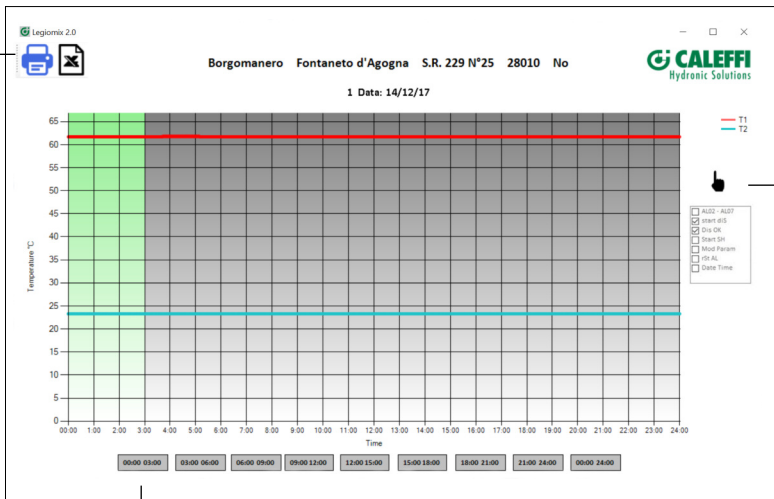 Legiomix 2.0
Borgomanero Fontaneto d'Agogna S.R. 229 N°25 28010 No
CALEFFI
Hydronic Solutions
1 Data: 14/12/17
T1
T2
65
60
55
50
45
40
35
30
25
20
15
10
5
0
Temperature °C
AL02 - AL07
start diS
Dis OK
Start SH
Mod Param
rSt AL
Date Time
00:00 1:00 2:00 3:00 4:00 5:00 6:00 7:00 8:00 9:00 10:00 11:00 12:00 13:00 14:00 15:00 16:00 17:00 18:00 19:00 20:00 21:00 22:00 23:00 24:00
Time
00:00 03:00 03:00 06:00 06:00 09:00 09:00 12:00 12:00 15:00 15:00 18:00 18:00 21:00 21:00 24:00 00:00 24:00